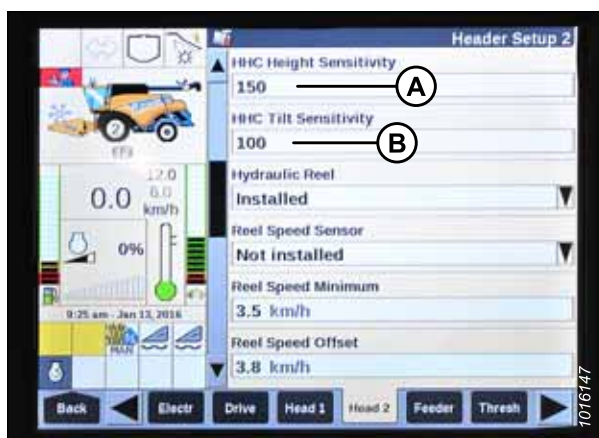 Header Setup 2
HHC Height Sensitivity
150
A
HHC Tilt Sensitivity
100
B
Hydraulic Reel
Installed
Reel Speed Sensor
Not installed
Reel Speed Minimum
3.5 km/h
Reel Speed Offset
3.8 km/h
2
12.0
0.0 6.0
km/h
0%
9:25 am - Jan 13, 2016
MAN
Back Electr Drive Head 1 Head 2 Feeder Thresh
1016147